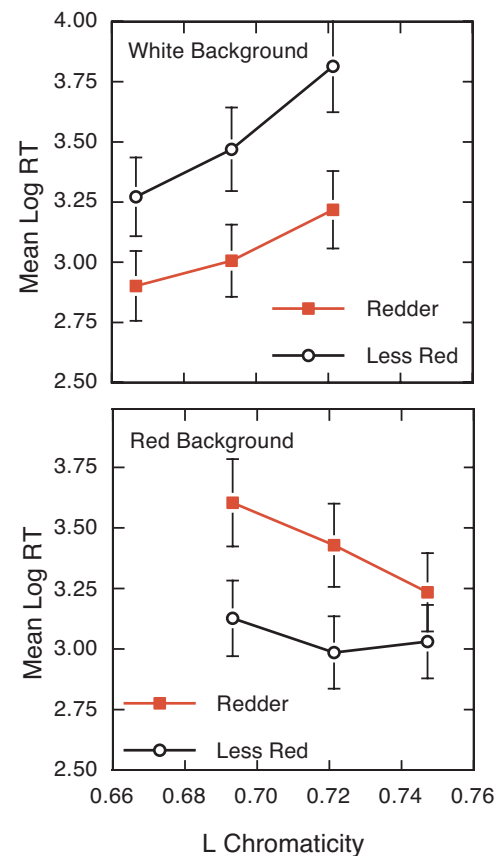 4.00
White Background
3.75
3.50
3.25
3.00
2.75
2.50
Mean Log RT
Redder
Less Red
Red Background
3.75
3.50
3.25
3.00
2.75
2.50
Mean Log RT
Redder
Less Red
0.66 0.68 0.70 0.72 0.74 0.76
L Chromaticity